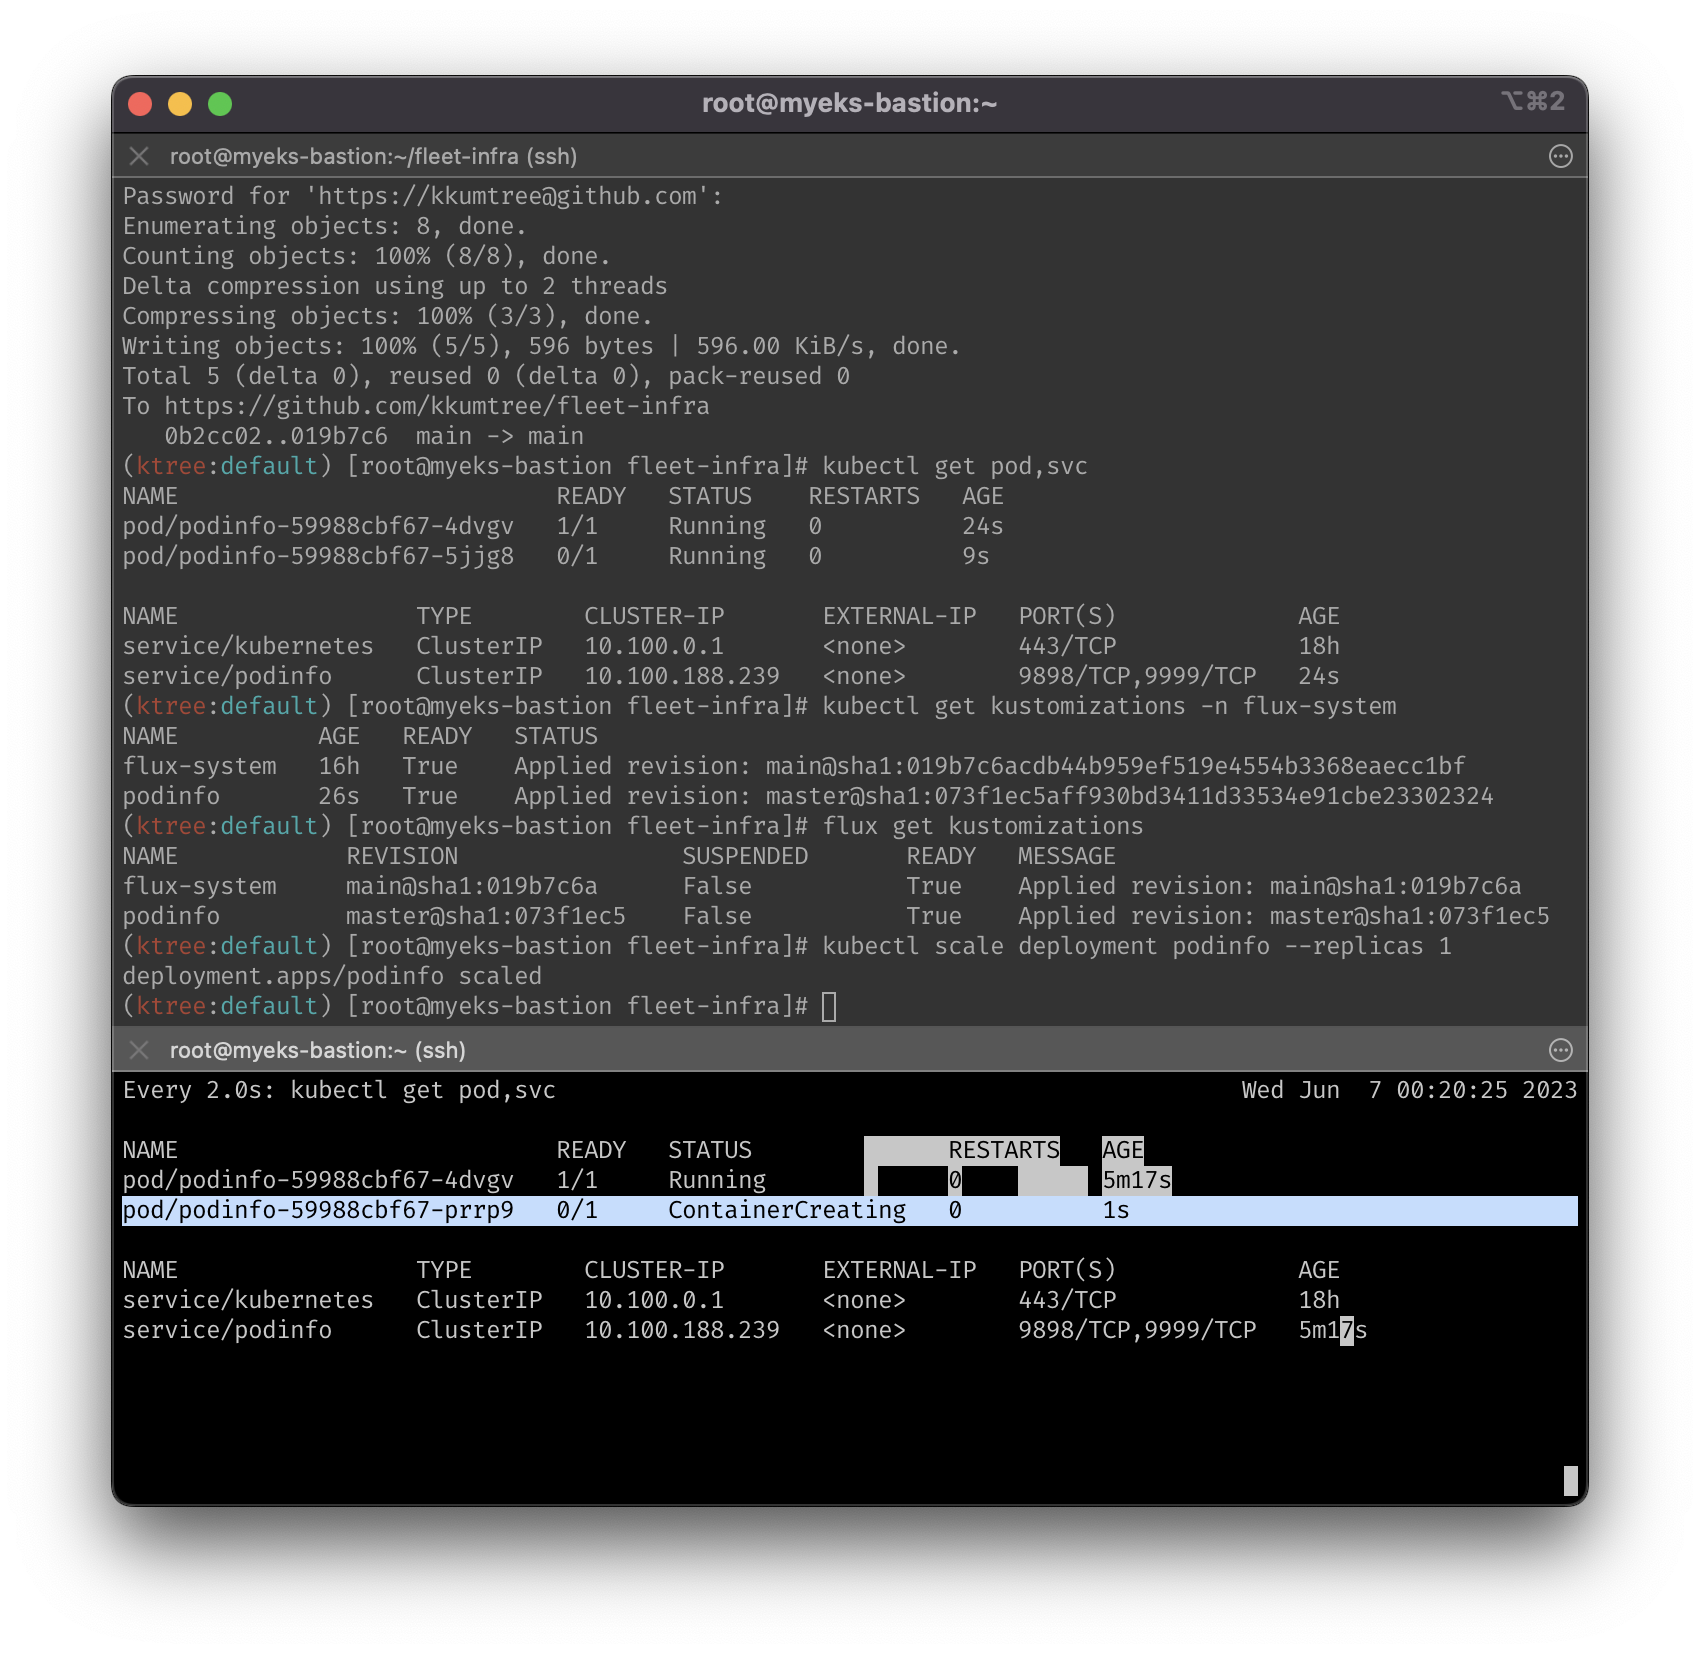 root@myeks-bastion:~ ⌥⌘2
root@myeks-bastion:~/fleet-infra (ssh)
Password for 'https://kkumtree@github.com':
Enumerating objects: 8, done.
Counting objects: 100% (8/8), done.
Delta compression using up to 2 threads
Compressing objects: 100% (3/3), done.
Writing objects: 100% (5/5), 596 bytes | 596.00 KiB/s, done.
Total 5 (delta 0), reused 0 (delta 0), pack-reused 0
To https://github.com/kkumtree/fleet-infra
   0b2cc02..019b7c6  main -> main
(ktree:default) [root@myeks-bastion fleet-infra]# kubectl get pod,svc
NAME                           READY   STATUS    RESTARTS   AGE
pod/podinfo-59988cbf67-4dvgv   1/1     Running   0          24s
pod/podinfo-59988cbf67-5jjg8   0/1     Running   0          9s
NAME                 TYPE        CLUSTER-IP       EXTERNAL-IP   PORT(S)             AGE
service/kubernetes   ClusterIP   10.100.0.1       <none>        443/TCP             18h
service/podinfo      ClusterIP   10.100.188.239   <none>        9898/TCP,9999/TCP   24s
(ktree:default) [root@myeks-bastion fleet-infra]# kubectl get kustomizations -n flux-system
NAME          AGE   READY   STATUS
flux-system   16h   True    Applied revision: main@sha1:019b7c6acdb44b959ef519e4554b3368eaecc1bf
podinfo       26s   True    Applied revision: master@sha1:073f1ec5aff930bd3411d33534e91cbe23302324
(ktree:default) [root@myeks-bastion fleet-infra]# flux get kustomizations
NAME            REVISION                SUSPENDED       READY   MESSAGE
flux-system     main@sha1:019b7c6a      False           True    Applied revision: main@sha1:019b7c6a
podinfo         master@sha1:073f1ec5    False           True    Applied revision: master@sha1:073f1ec5
(ktree:default) [root@myeks-bastion fleet-infra]# kubectl scale deployment podinfo --replicas 1
deployment.apps/podinfo scaled
(ktree:default) [root@myeks-bastion fleet-infra]#
root@myeks-bastion:~ (ssh)
Every 2.0s: kubectl get pod,svc                                                 Wed Jun  7 00:20:25 2023
NAME                           READY   STATUS              RESTARTS   AGE
pod/podinfo-59988cbf67-4dvgv   1/1     Running             0          5m17s
pod/podinfo-59988cbf67-prrp9   0/1     ContainerCreating   0          1s
NAME                 TYPE        CLUSTER-IP       EXTERNAL-IP   PORT(S)             AGE
service/kubernetes   ClusterIP   10.100.0.1       <none>        443/TCP             18h
service/podinfo      ClusterIP   10.100.188.239   <none>        9898/TCP,9999/TCP   5m17s